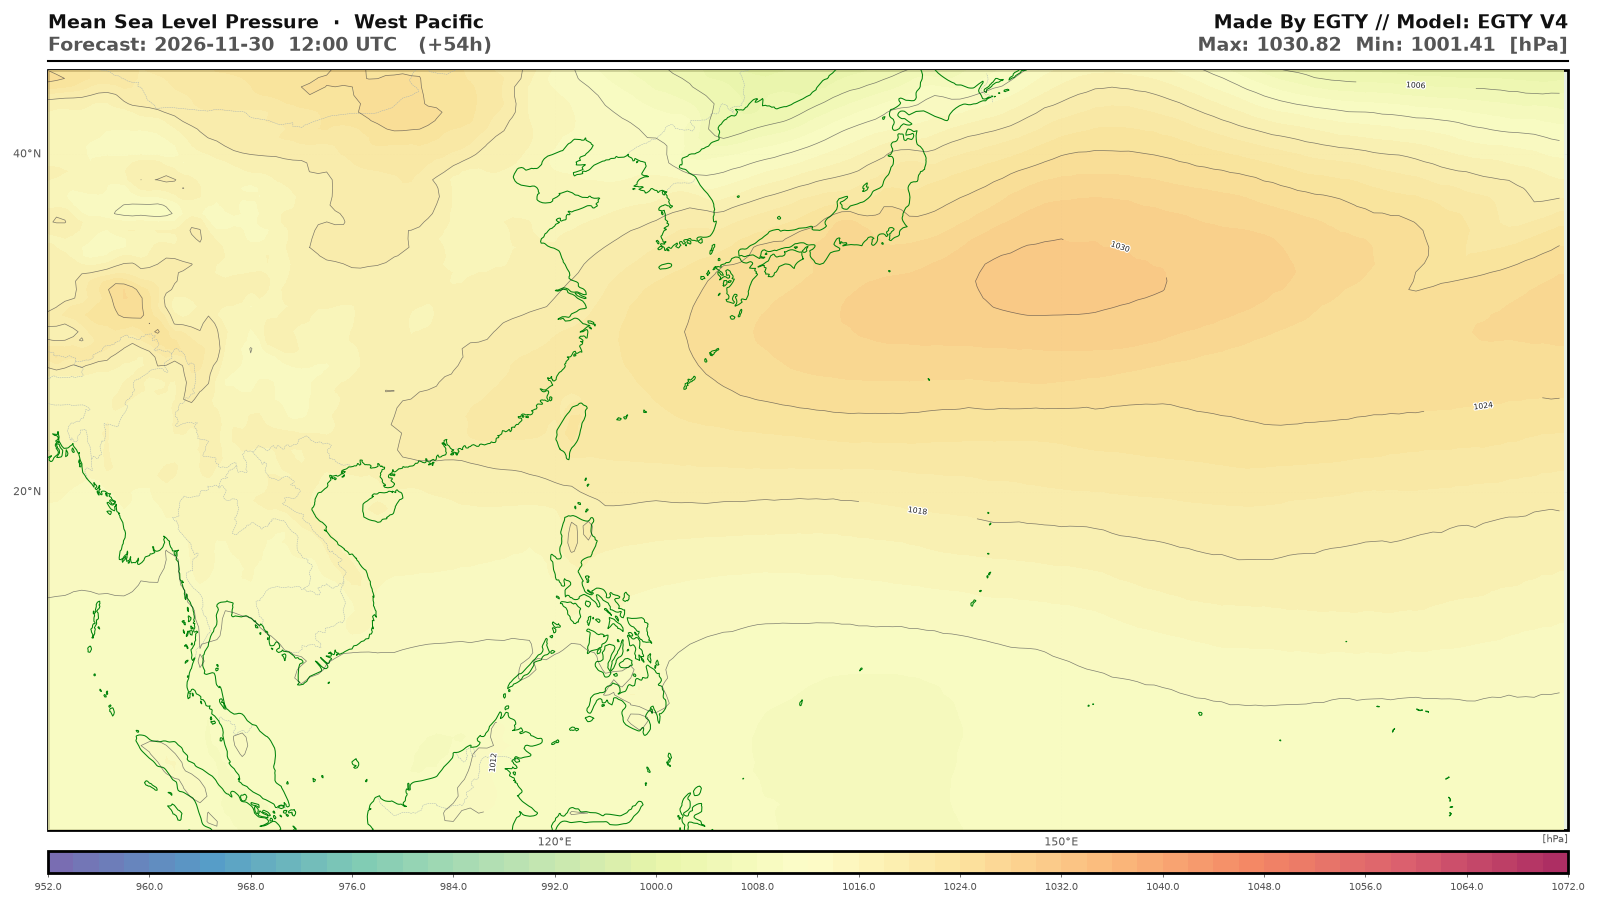 Mean Sea Level Pressure · West Pacific
Made By EGTY // Model: EGTY V4
Forecast: 2026-11-30 12:00 UTC (+54h)
Max: 1030.82 Min: 1001.41 [hPa]
1006
40°N
1030
1024
20°N
1018
1012
120°E
150°E
[hPa]
952.0 960.0 968.0 976.0 984.0 992.0 1000.0 1008.0 1016.0 1024.0 1032.0 1040.0 1048.0 1056.0 1064.0 1072.0